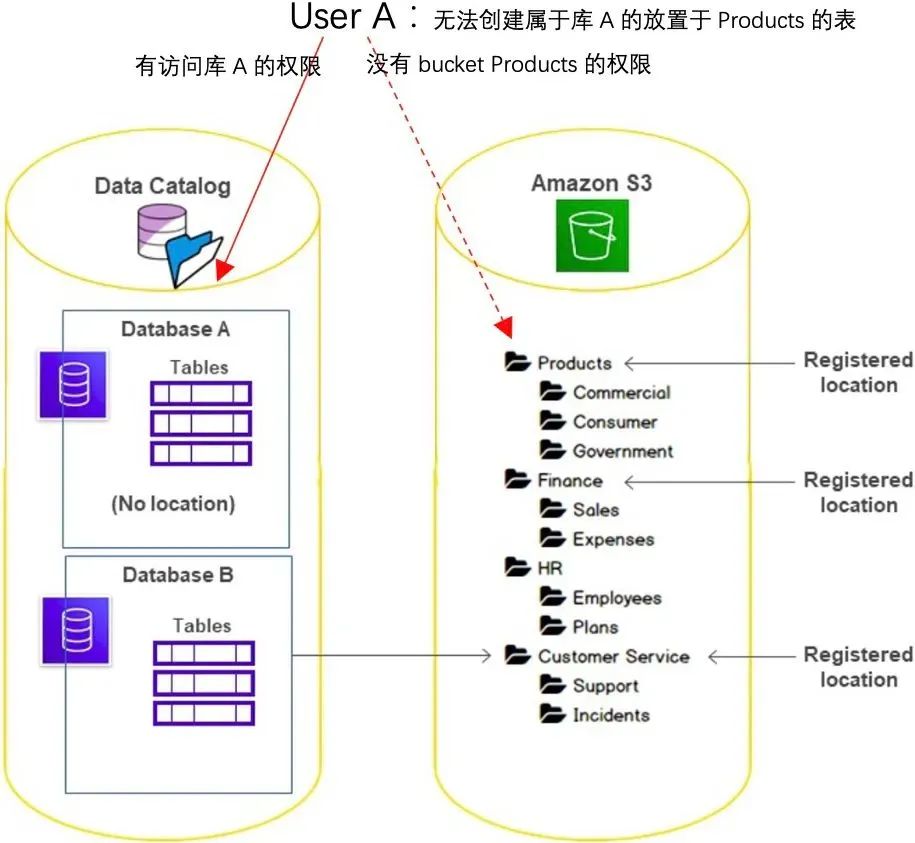 User A：无法创建属于库 A 的放置于 Products 的表
有访问库 A 的权限
没有 bucket Products 的权限
Data Catalog
Database A
Tables
(No location)
Database B
Tables
Amazon S3
Products
Commercial
Consumer
Government
Finance
Sales
Expenses
HR
Employees
Plans
Customer Service
Support
Incidents
Registered
location
Registered
location
Registered
location